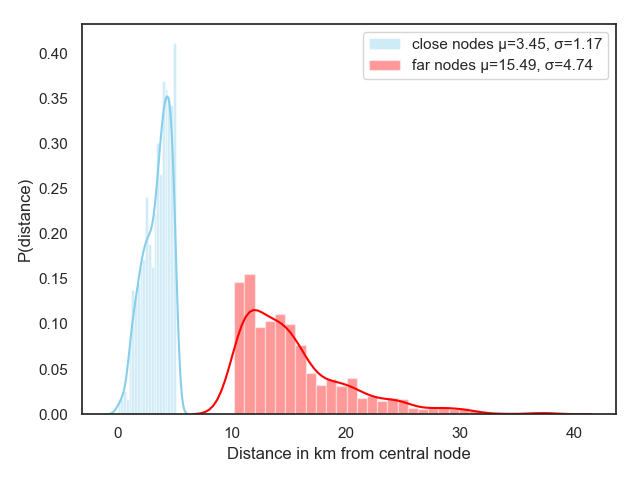 close nodes μ=3.45, σ=1.17
far nodes μ=15.49, σ=4.74
P(distance)
0.40
0.35
0.30
0.25
0.20
0.15
0.10
0.05
0.00
0 10 20 30 40
Distance in km from central node